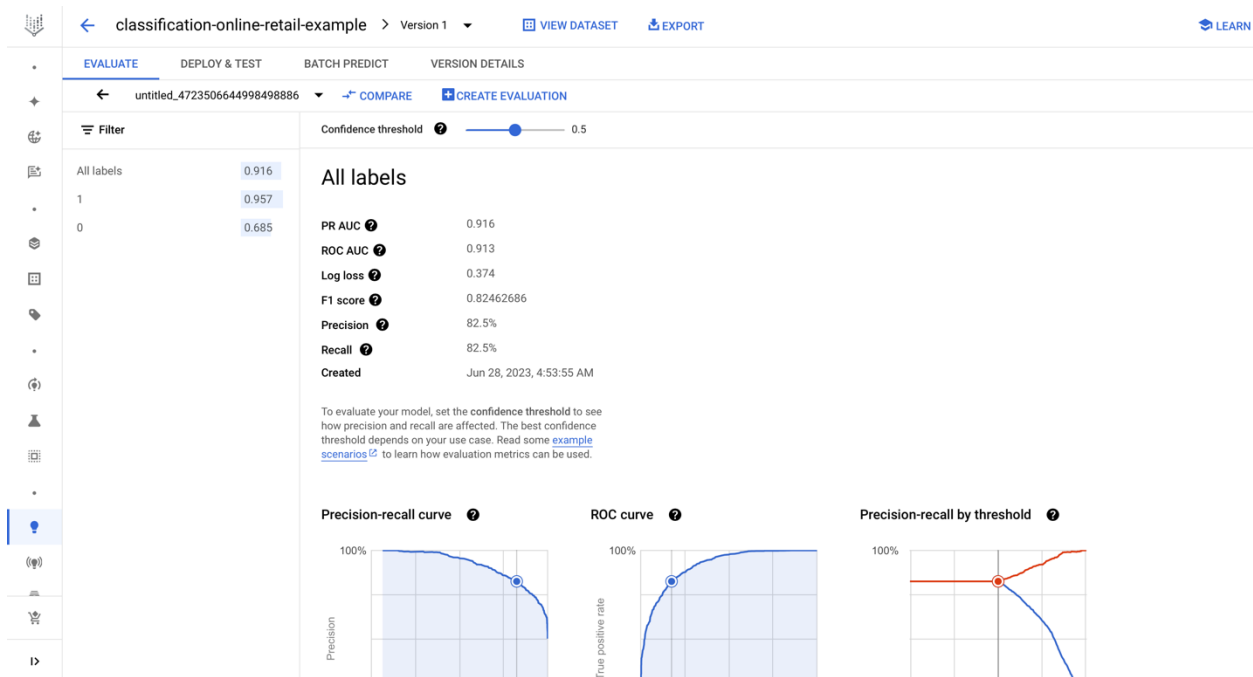 classification-online-retail-example > Version 1 VIEW DATASET EXPORT LEARN
EVALUATE DEPLOY & TEST BATCH PREDICT VERSION DETAILS
untitled_4723506644998498886 COMPARE CREATE EVALUATION
Filter
All labels 0.916
1 0.957
0 0.685
Confidence threshold ? 0.5
All labels
PR AUC ? 0.916
ROC AUC ? 0.913
Log loss ? 0.374
F1 score ? 0.82462686
Precision ? 82.5%
Recall ? 82.5%
Created Jun 28, 2023, 4:53:55 AM
To evaluate your model, set the confidence threshold to see
how precision and recall are affected. The best confidence
threshold depends on your use case. Read some example
scenarios to learn how evaluation metrics can be used.
Precision-recall curve ? ROC curve ? Precision-recall by threshold ?
100% 100% 100%
Precision
True positive rate